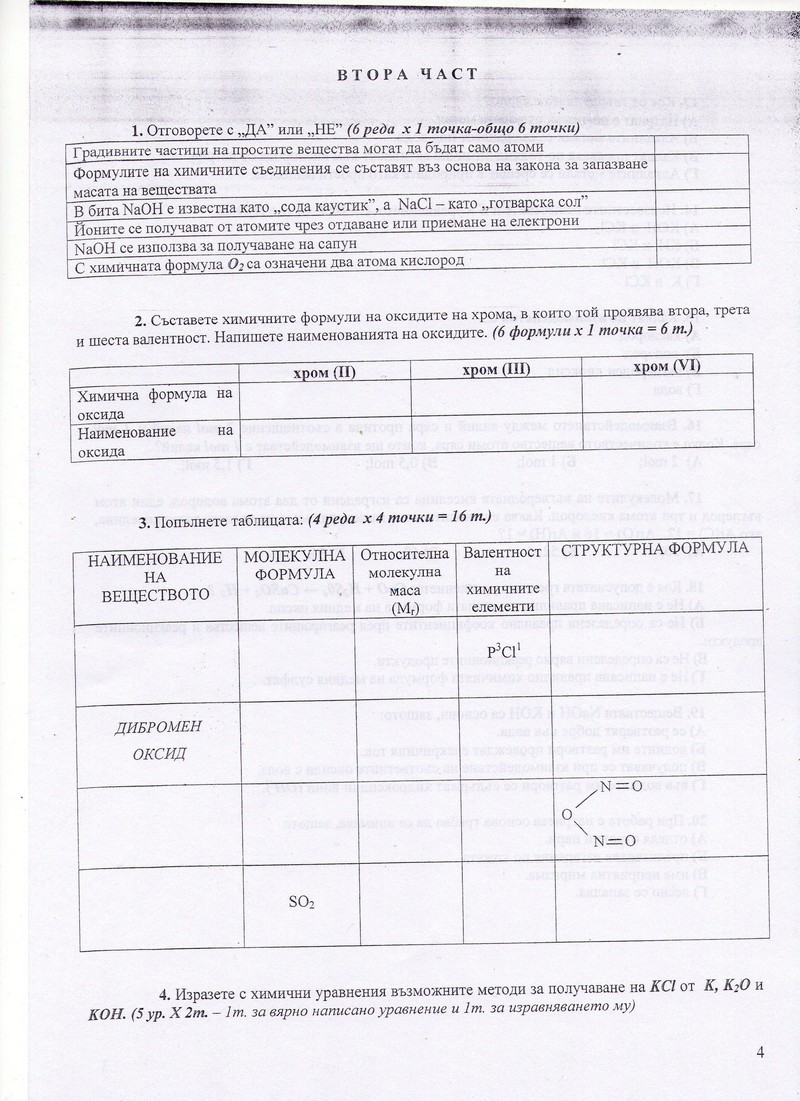 ВТОРА ЧАСТ
1. Отговорете с „ДА” или „НЕ” (6 реда х 1 точка-общо 6 точки)
Градивните частици на простите вещества могат да бъдат само атоми
Формулите на химичните съединения се съставят въз основа на закона за запазване
масата на веществата
В бита NaOH е известна като „сода каустик”, а NaCl – като „готварска сол”
Йоните се получават от атомите чрез отдаване или приемане на електрони
NaOH се използва за получаване на сапун
С химичната формула O₂ са означени два атома кислород
2. Съставете химичните формули на оксидите на хрома, в които той проявява втора, трета
и шеста валентност. Напишете наименованията на оксидите. (6 формули х 1 точка = 6 т.)
хром (II) хром (III) хром (VI)
Химична формула на
оксида
Наименование на
оксида
3. Попълнете таблицата: (4 реда х 4 точки = 16 т.)
НАИМЕНОВАНИЕ МОЛЕКУЛНА Относителна Валентност СТРУКТУРНА ФОРМУЛА
НА ФОРМУЛА молекулна на
ВЕЩЕСТВОТО маса химичните
(Mᵣ) елементи
P³Cl¹
ДИБРОМЕН
ОКСИД
N=O
O
N=O
SO₂
4. Изразете с химични уравнения възможните методи за получаване на KCl от K, K₂O и
KOH. (5 ур. Х 2т. – 1т. за вярно написано уравнение и 1т. за изравняването му)
4